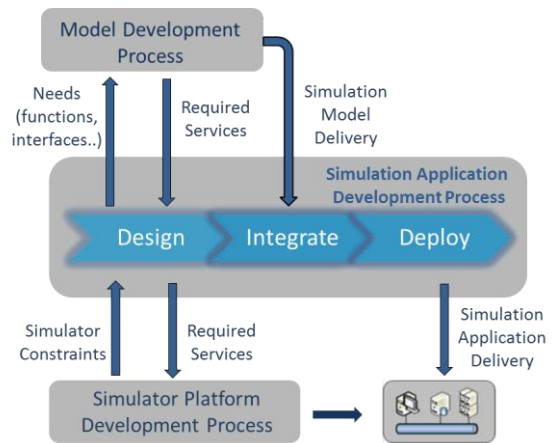 Model Development
Process
Needs
(functions,
interfaces..)
Required
Services
Simulation
Model
Delivery
Simulation Application
Development Process
Design
Integrate
Deploy
Simulator
Constraints
Required
Services
Simulation
Application
Delivery
Simulator Platform
Development Process